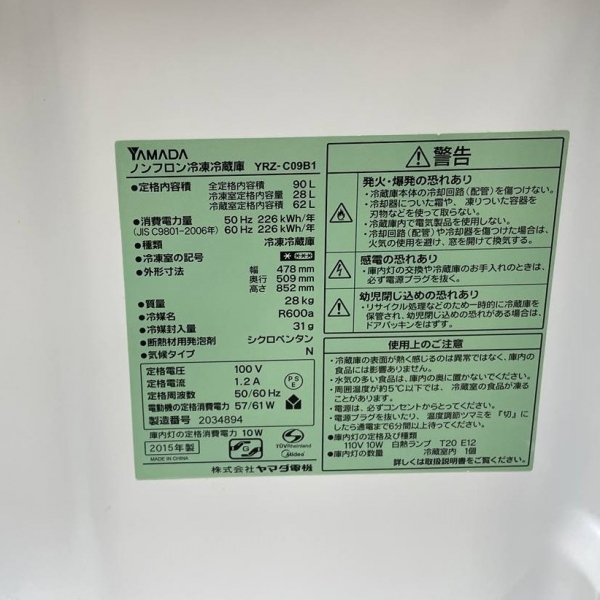 YAMADA
ノンフロン冷凍冷蔵庫 YRZ-C09B1
●定格内容積 全定格内容積 90 L
冷凍室定格内容積 28 L
冷蔵室定格内容積 62 L
●消費電力量 50 Hz 226 kWh/年
(JIS C9801-2006年) 60 Hz 226 kWh/年
●種類 冷凍冷蔵庫
●冷凍室の記号
●外形寸法 幅 478 mm
奥行 509 mm
高さ 852 mm
●質量 28 kg
●冷媒名 R600a
●冷媒封入量 31 g
●断熱材用発泡剤 シクロペンタン
●気候タイプ N
定格電圧 100 V
定格電流 1.2 A
定格周波数 50/60 Hz
電動機の定格消費電力 57/61 W
製造番号 2034894
庫内灯の定格消費電力 10W
PSE
2015年製
MADE IN CHINA
G
TÜVRheinland
Midea
株式会社 ヤマダ電機
警告
発火・爆発の恐れあり
・冷蔵庫本体の冷却回路(配管)を傷つけない。
・冷却器についた霜や、凍りついた容器を
刃物などを使って取らない。
・冷蔵庫内で電気製品を使用しない。
・冷却回路(配管)や冷却器を傷つけた場合は、
火気の使用を避け、窓を開けて換気する。
感電の恐れあり
・庫内灯の交換や冷蔵庫のお手入れのときは、
必ず電源プラグを抜く。
幼児閉じ込めの恐れあり
・リサイクル処理などのため一時的に冷蔵庫を
保管され、幼児閉じ込めの恐れがある場合は、
ドアパッキンをはずす。
使用上のご注意
・冷蔵庫の表面が熱く感じるのは異常ではなく、庫内の
食品には影響ありません。
・水気の多い食品は、庫内の奥に置かないでください。
・周囲温度が約5℃以下では、冷蔵室の食品が凍るこ
とがあります。
・電源は、必ずコンセントからとってください。
・電源プラグを抜いたり、温度調節ツマミを「切」にし
たら通電まで6分間以上待ってください。
●庫内灯の定格及び種類
110V 10W 白熱ランプ T20 E12
●庫内灯の数量 冷蔵室内 1個
詳しくは取扱説明書をご覧ください。